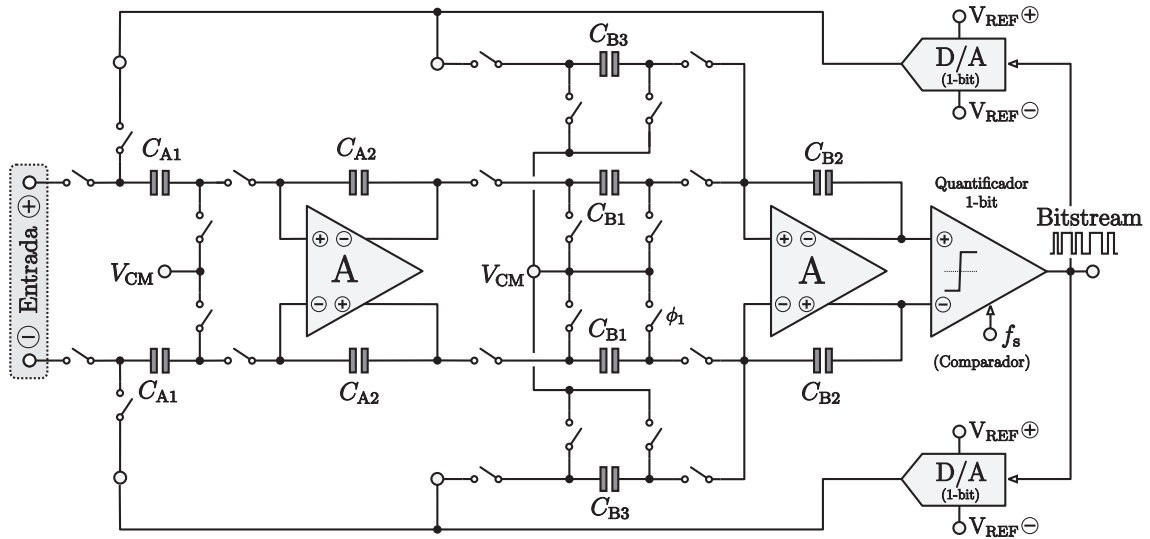 V_REF ⊕
C_B3
D/A
(1-bit)
V_REF ⊖
C_A1
C_A2
C_B2
Quantificador
1-bit
Bitstream
C_B1
Entrada
⊕
⊖
⊕ ⊖
A
⊖ ⊕
V_CM
V_CM
⊕ ⊖
A
⊖ ⊕
⊕
⊖
ϕ_1
C_B1
f_s
(Comparador)
C_A1
C_A2
C_B2
V_REF ⊕
D/A
(1-bit)
C_B3
V_REF ⊖